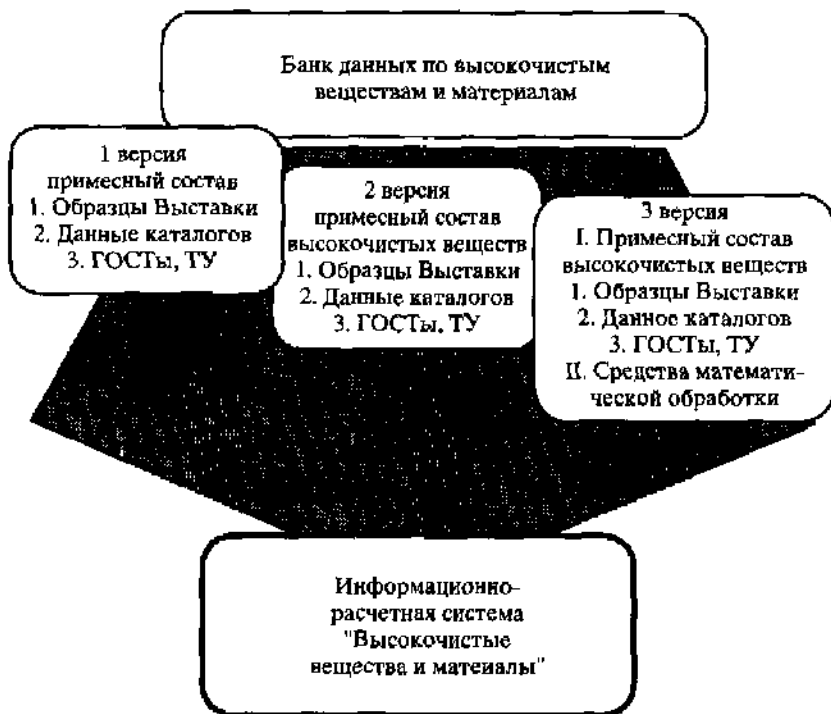 Банк данных по высокочистым
веществам и материалам
1 версия
примесный состав
1. Образцы Выставки
2. Данные каталогов
3. ГОСТы, ТУ
2 версия
примесный состав
высокочистых веществ
1. Образцы Выставки
2. Данные каталогов
3. ГОСТы, ТУ
3 версия
I. Примесный состав
высокочистых веществ
1. Образцы Выставки
2. Данное каталогов
3. ГОСТы, ТУ
II. Средства математи-
ческой обработки
Информационно-
расчетная система
"Высокочистые
вещества и матеиалы"